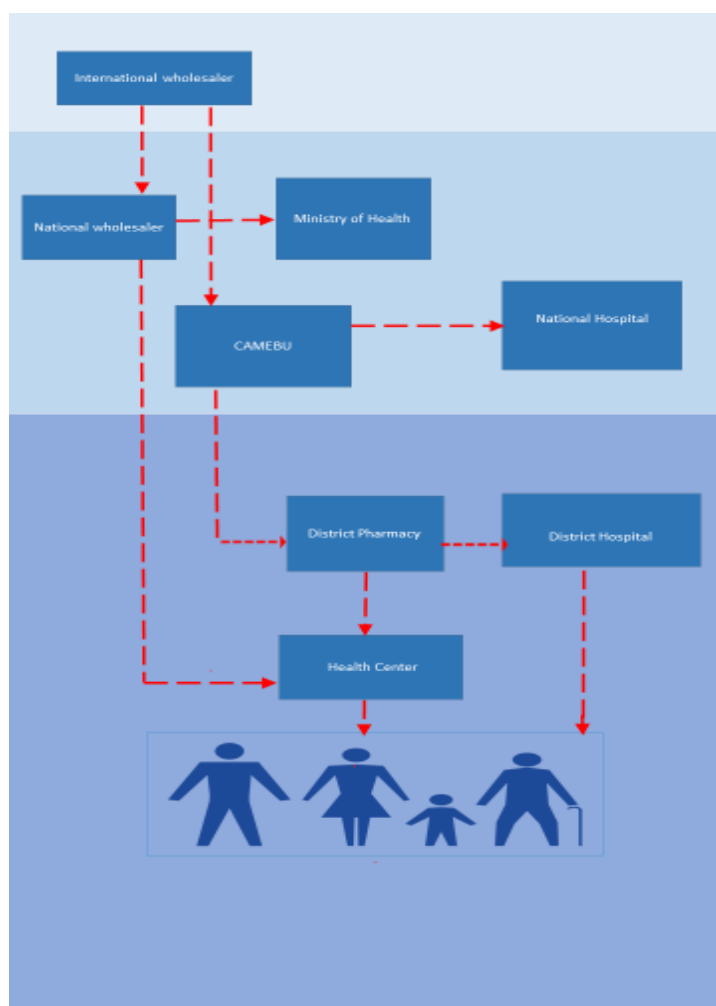 International wholesaler
National wholesaler
Ministry of Health
CAMEBU
National Hospital
District Pharmacy
District Hospital
Health Center